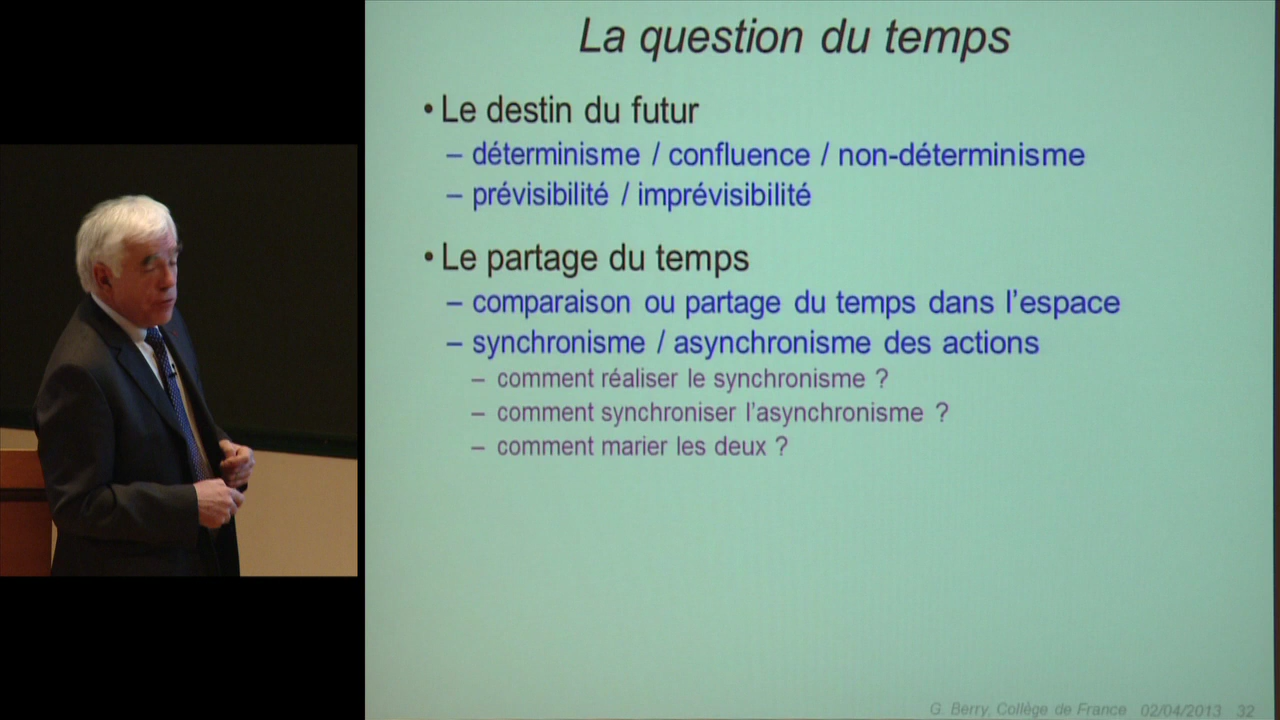 La question du temps
• Le destin du futur
– déterminisme / confluence / non-déterminisme
– prévisibilité / imprévisibilité
• Le partage du temps
– comparaison ou partage du temps dans l'espace
– synchronisme / asynchronisme des actions
– comment réaliser le synchronisme ?
– comment synchroniser l'asynchronisme ?
– comment marier les deux ?
G. Berry, Collège de France 02/04/2013 32